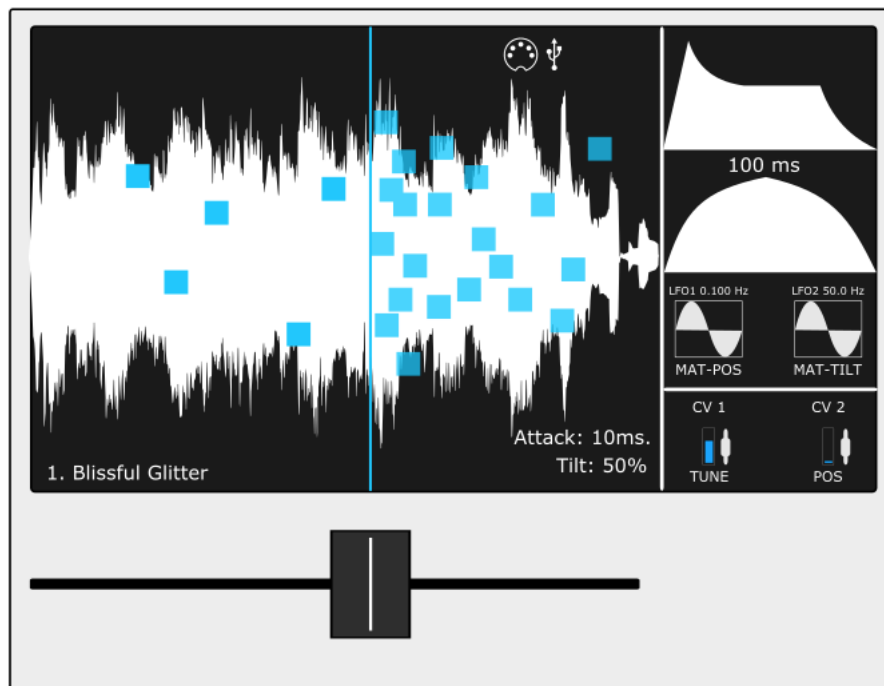 100 ms
LFO1 0.100 Hz
LFO2 50.0 Hz
MAT-POS
MAT-TILT
Attack: 10ms.
Tilt: 50%
1. Blissful Glitter
CV 1
CV 2
TUNE
POS